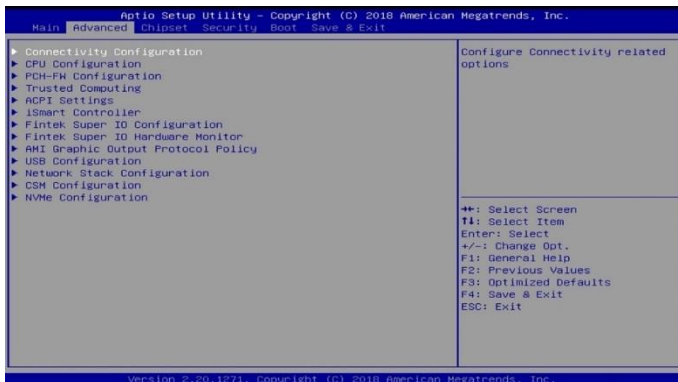 Aptio Setup Utility – Copyright (C) 2018 American Megatrends, Inc.
Main Advanced Chipset Security Boot Save & Exit
▶ Connectivity Configuration
▶ CPU Configuration
▶ PCH-FW Configuration
▶ Trusted Computing
▶ ACPI Settings
▶ iSmart Controller
▶ Fintek Super IO Configuration
▶ Fintek Super IO Hardware Monitor
▶ AMI Graphic Output Protocol Policy
▶ USB Configuration
▶ Network Stack Configuration
▶ CSM Configuration
▶ NVMe Configuration
Configure Connectivity related
options
→←: Select Screen
↑↓: Select Item
Enter: Select
+/-: Change Opt.
F1: General Help
F2: Previous Values
F3: Optimized Defaults
F4: Save & Exit
ESC: Exit
Version 2.20.1271. Copyright (C) 2018 American Megatrends, Inc.